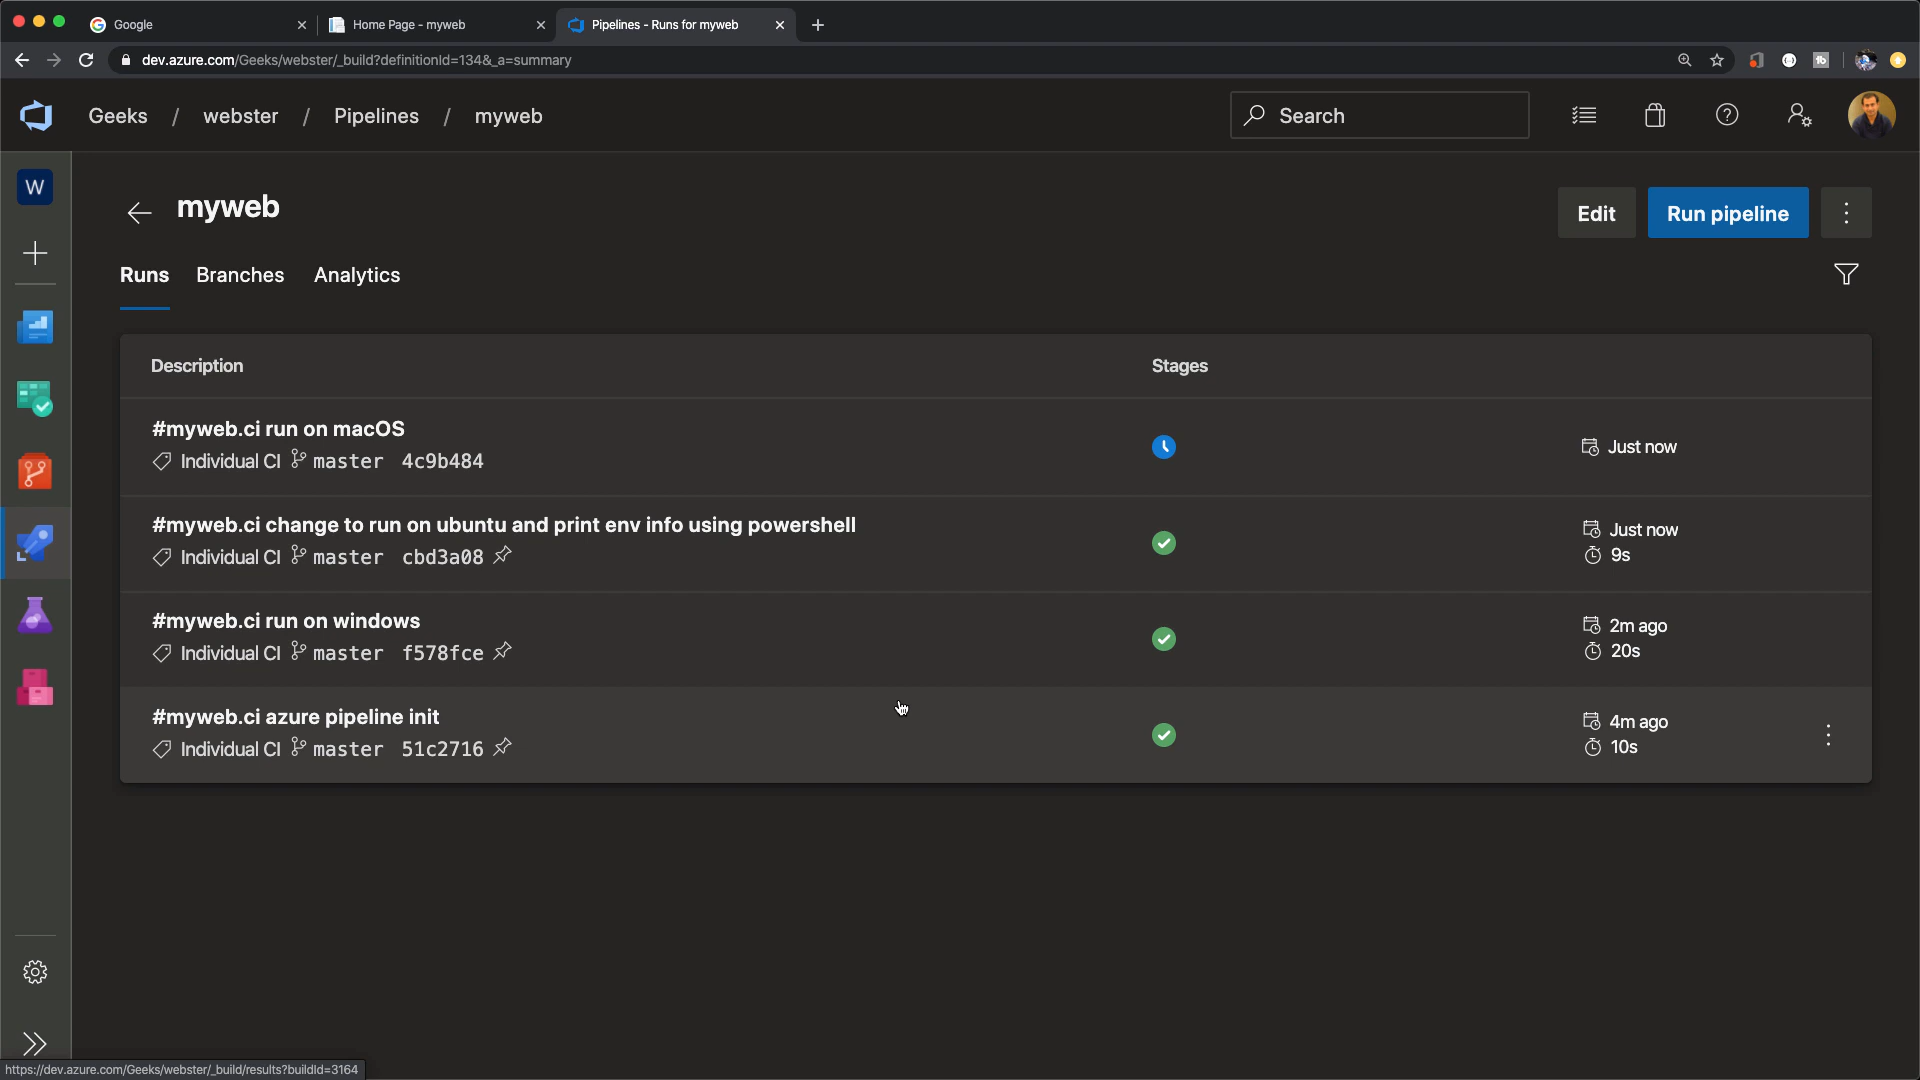 Google
Home Page - myweb
Pipelines - Runs for myweb
dev.azure.com/Geeks/webster/_build?definitionId=134&_a=summary
Geeks / webster / Pipelines / myweb
Search
W
myweb
Edit
Run pipeline
Runs
Branches
Analytics
Description
Stages
#myweb.ci run on macOS
Individual CI master 4c9b484
Just now
#myweb.ci change to run on ubuntu and print env info using powershell
Individual CI master cbd3a08
Just now
9s
#myweb.ci run on windows
Individual CI master f578fce
2m ago
20s
#myweb.ci azure pipeline init
Individual CI master 51c2716
4m ago
10s
https://dev.azure.com/Geeks/webster/_build/results?buildId=3164